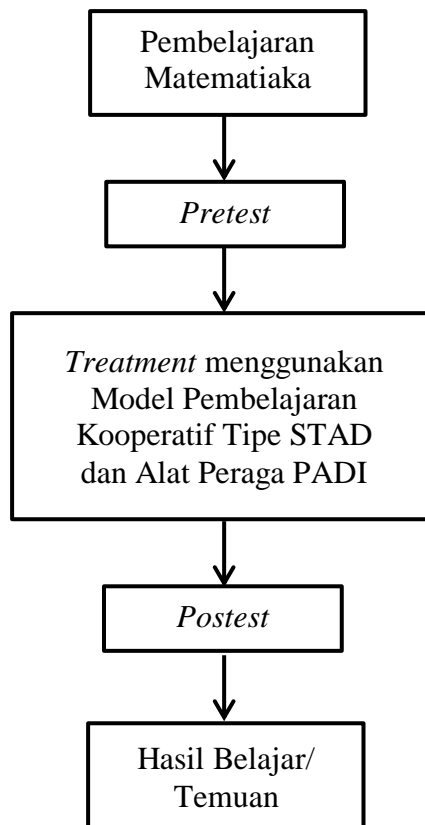 Pembelajaran
Matematiaka
Pretest
Treatment menggunakan
Model Pembelajaran
Kooperatif Tipe STAD
dan Alat Peraga PADI
Postest
Hasil Belajar/
Temuan